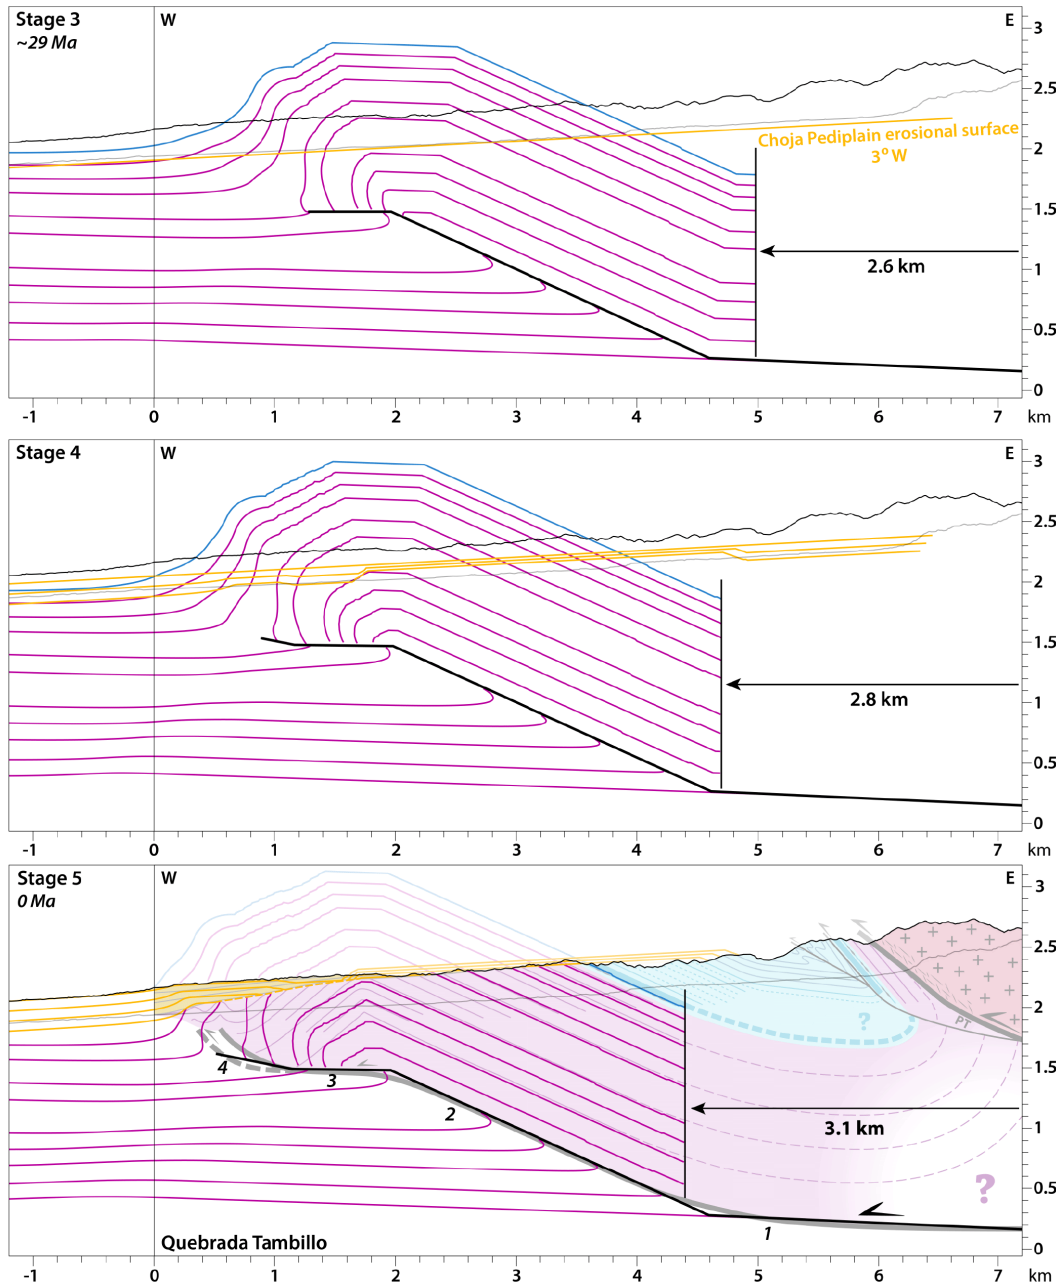 Stage 3
~29 Ma
W
E
3
2.5
2
1.5
1
0.5
0
Choja Pediplain erosional surface
3° W
2.6 km
-1 0 1 2 3 4 5 6 7 km
Stage 4
W
E
3
2.5
2
1.5
1
0.5
0
2.8 km
-1 0 1 2 3 4 5 6 7 km
Stage 5
0 Ma
W
E
3
2.5
2
1.5
1
0.5
0
?
PT
4
3
2
3.1 km
?
1
Quebrada Tambillo
-1 0 1 2 3 4 5 6 7 km